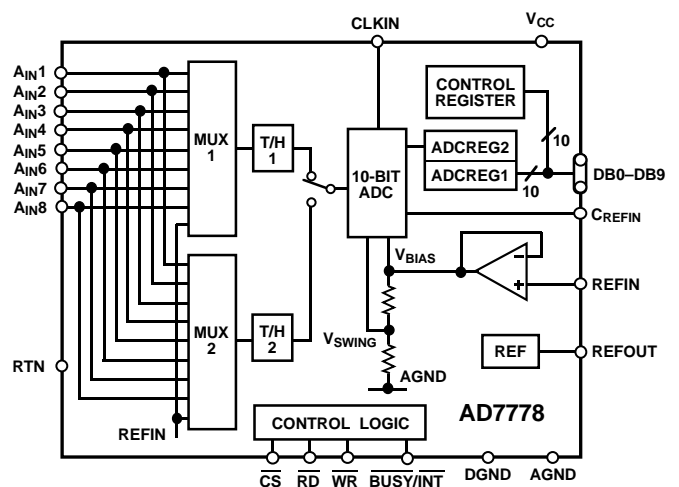 CLKIN
VCC
AIN1
AIN2
AIN3
AIN4
AIN5
AIN6
AIN7
AIN8
MUX
1
T/H
1
10-BIT
ADC
CONTROL
REGISTER
10
ADCREG2
ADCREG1
10
DB0–DB9
CREFIN
VBIAS
–
+
REFIN
MUX
2
T/H
2
VSWING
REF
REFOUT
RTN
AGND
REFIN
CONTROL LOGIC
AD7778
CS
RD
WR
BUSY/INT
DGND
AGND